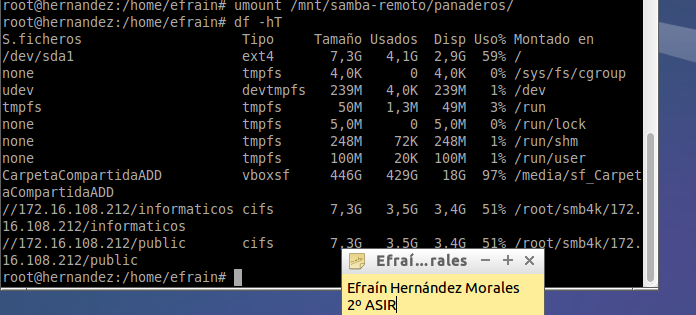 root@hernandez:/home/efrain# umount /mnt/samba-remoto/panaderos/
root@hernandez:/home/efrain# df -hT
S.ficheros Tipo Tamaño Usados Disp Uso% Montado en
/dev/sda1 ext4 7,3G 4,1G 2,9G 59% /
none tmpfs 4,0K 0 4,0K 0% /sys/fs/cgroup
udev devtmpfs 239M 4,0K 239M 1% /dev
tmpfs tmpfs 50M 1,3M 49M 3% /run
none tmpfs 5,0M 0 5,0M 0% /run/lock
none tmpfs 248M 72K 248M 1% /run/shm
none tmpfs 100M 20K 100M 1% /run/user
CarpetaCompartidaADD vboxsf 446G 429G 18G 97% /media/sf_Carpet
aCompartidaADD
//172.16.108.212/informaticos cifs 7,3G 3,5G 3,4G 51% /root/smb4k/172.
16.108.212/informaticos
//172.16.108.212/public cifs 7,3G 3,5G 3,4G 51% /root/smb4k/172.
16.108.212/public
root@hernandez:/home/efrain#
Efraí...rales
Efraín Hernández Morales
2º ASIR